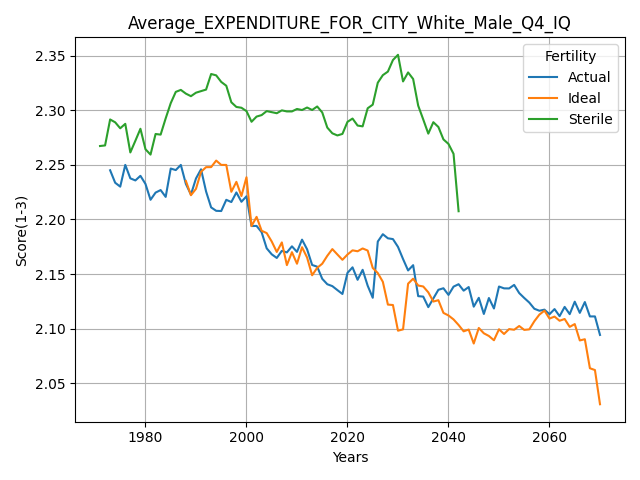 Average_EXPENDITURE_FOR_CITY_White_Male_Q4_IQ
Score(1-3)
2.35
2.30
2.25
2.20
2.15
2.10
2.05
Fertility
Actual
Ideal
Sterile
1980 2000 2020 2040 2060
Years